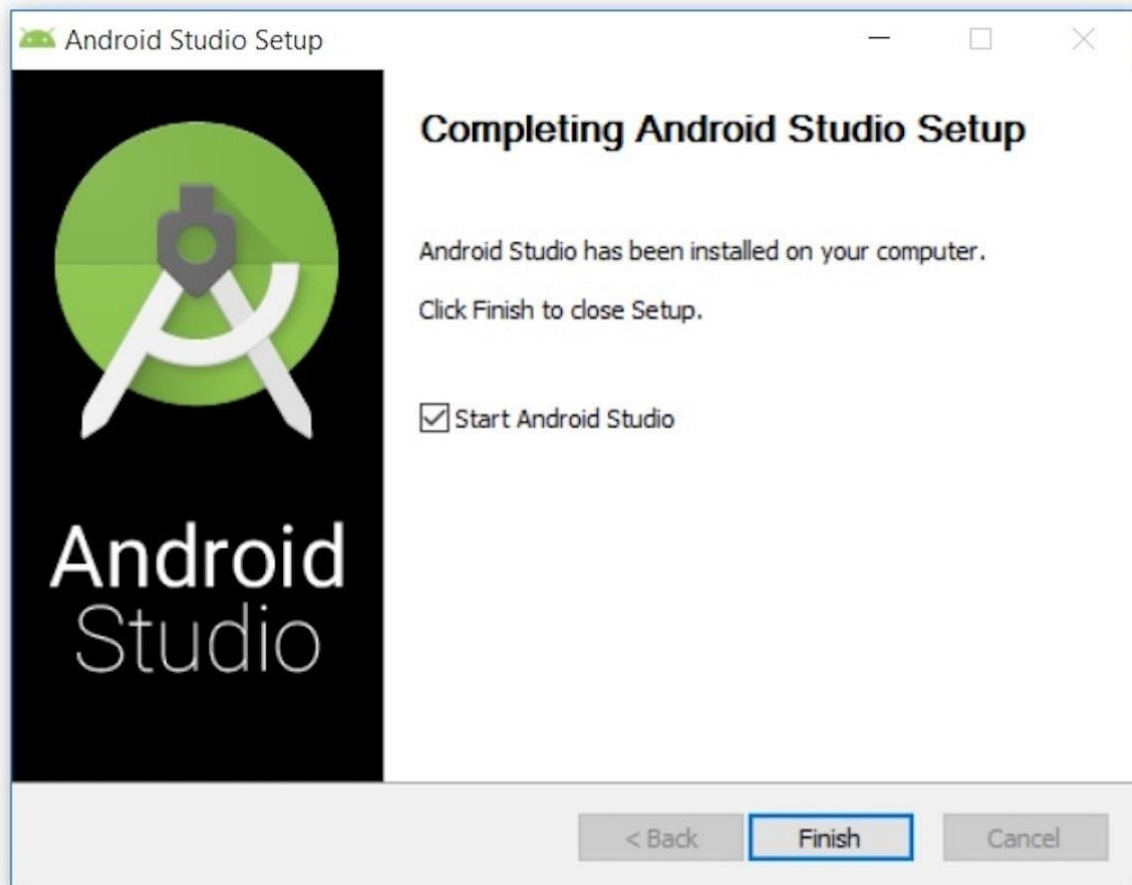 Android Studio Setup
Completing Android Studio Setup
Android Studio has been installed on your computer.
Click Finish to close Setup.
Start Android Studio
Android
Studio
< Back
Finish
Cancel